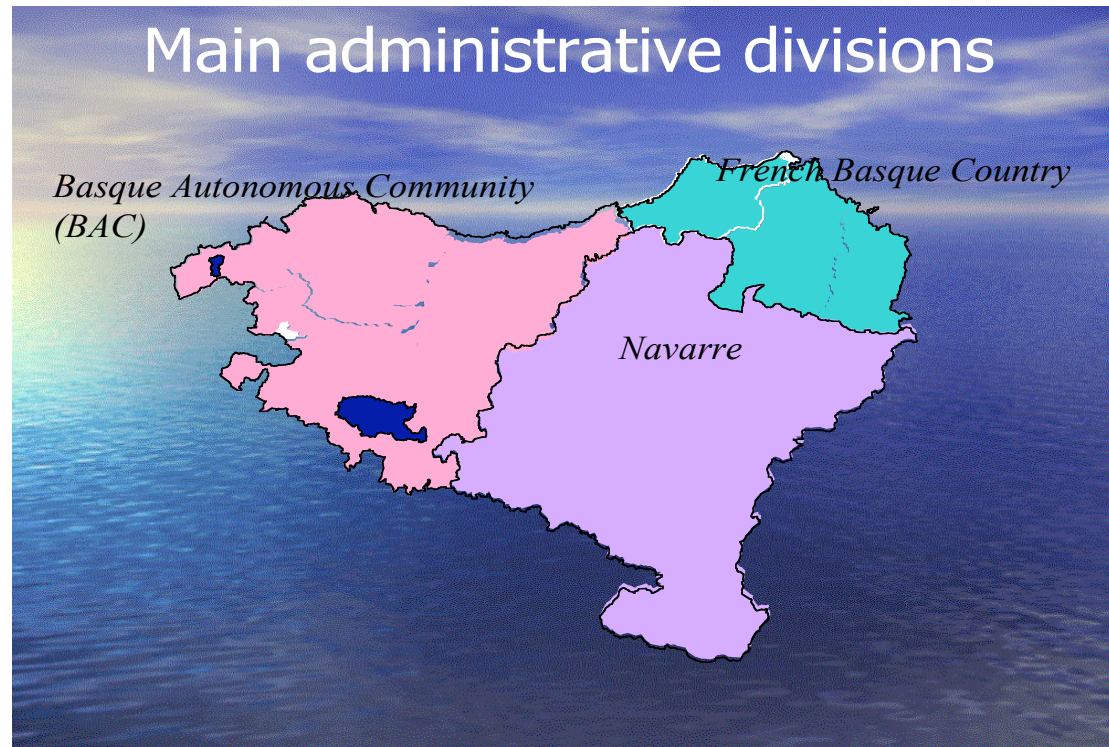 Main administrative divisions
Basque Autonomous Community
(BAC)
French Basque Country
Navarre